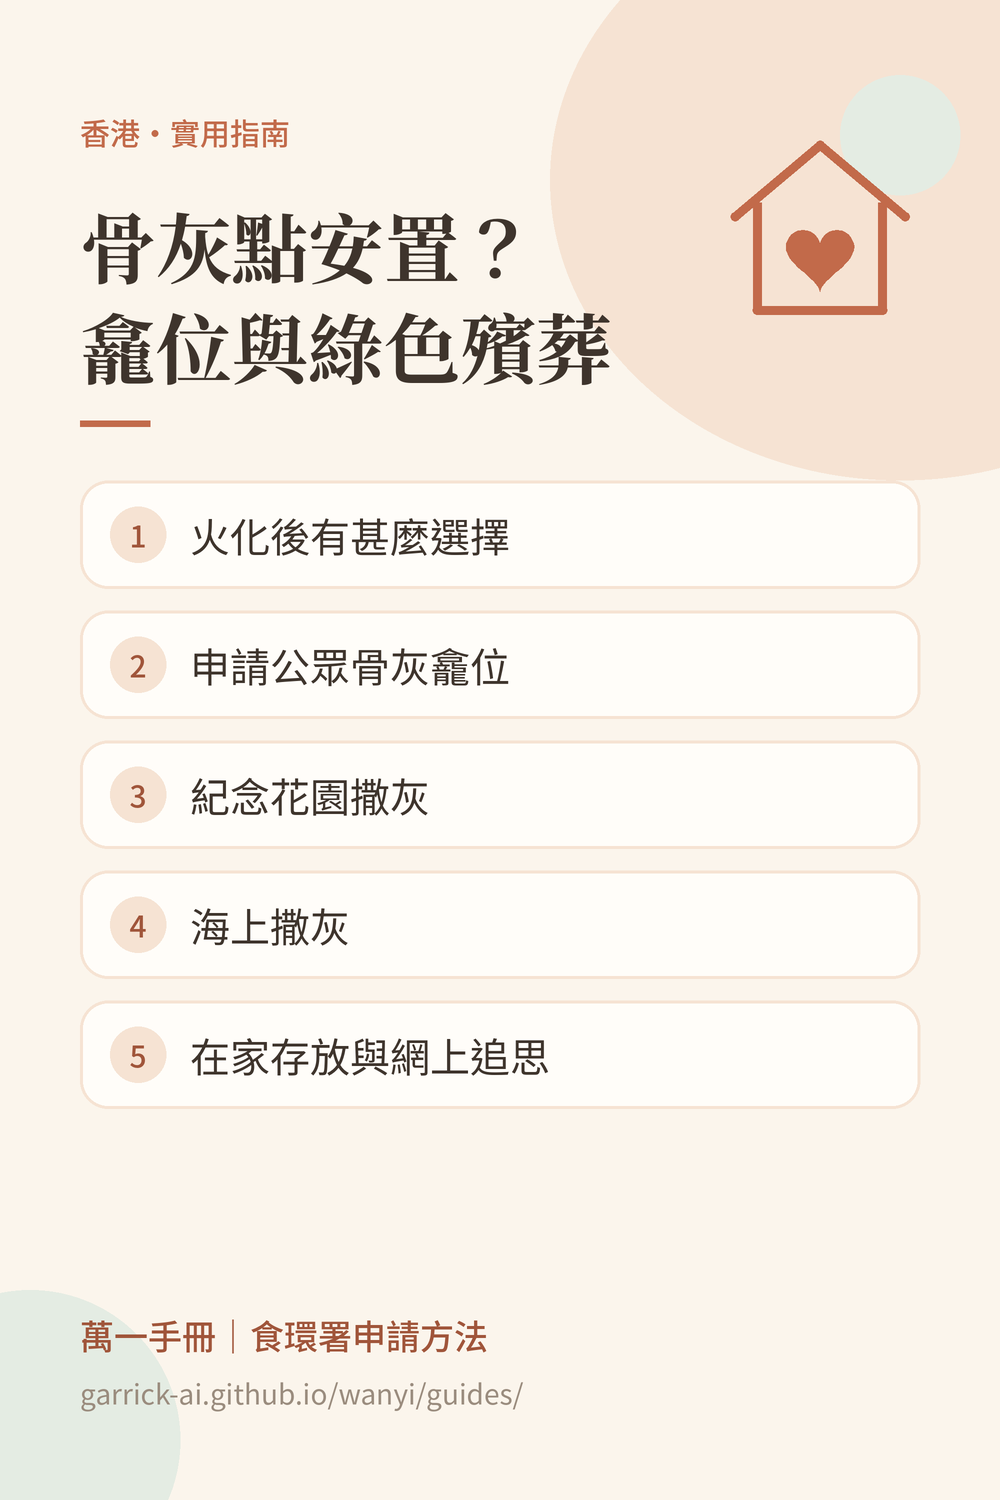 香港・實用指南
骨灰點安置？
龕位與綠色殯葬
1 火化後有甚麼選擇
2 申請公眾骨灰龕位
3 紀念花園撒灰
4 海上撒灰
5 在家存放與網上追思
萬一手冊｜食環署申請方法
garrick-ai.github.io/wanyi/guides/